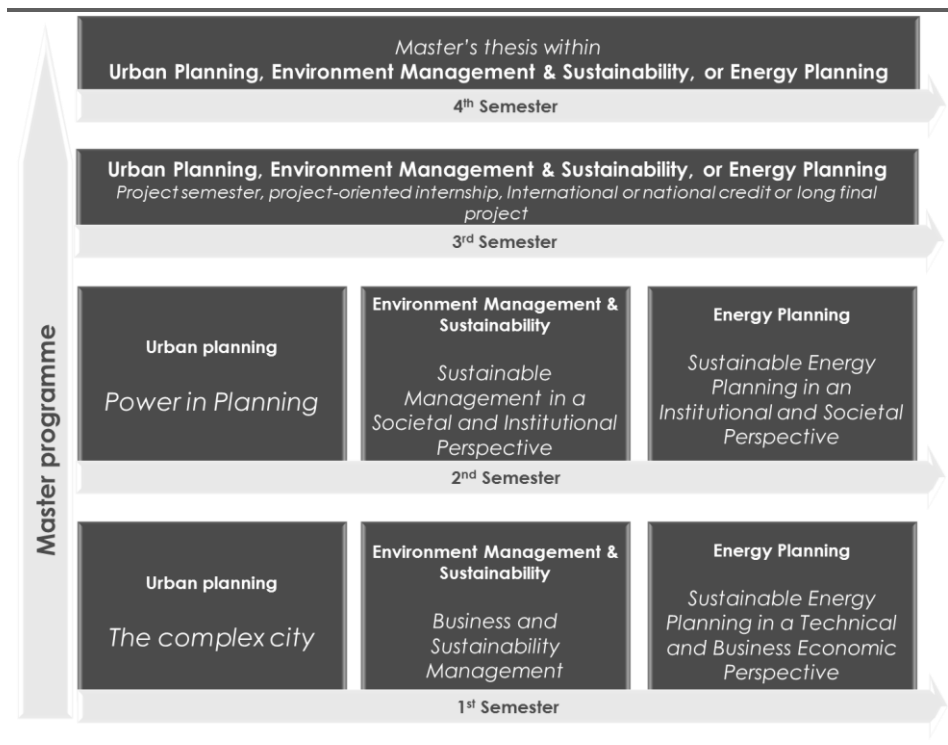 Master's thesis within
Urban Planning, Environment Management & Sustainability, or Energy Planning
4th Semester
Urban Planning, Environment Management & Sustainability, or Energy Planning
Project semester, project-oriented internship, International or national credit or long final
project
3rd Semester
Master programme
Urban planning
Power in Planning
Environment Management &
Sustainability
Sustainable
Management in a
Societal and Institutional
Perspective
Energy Planning
Sustainable Energy
Planning in an
Institutional and Societal
Perspective
2nd Semester
Urban planning
The complex city
Environment Management &
Sustainability
Business and
Sustainability
Management
Energy Planning
Sustainable Energy
Planning in a Technical
and Business Economic
Perspective
1st Semester